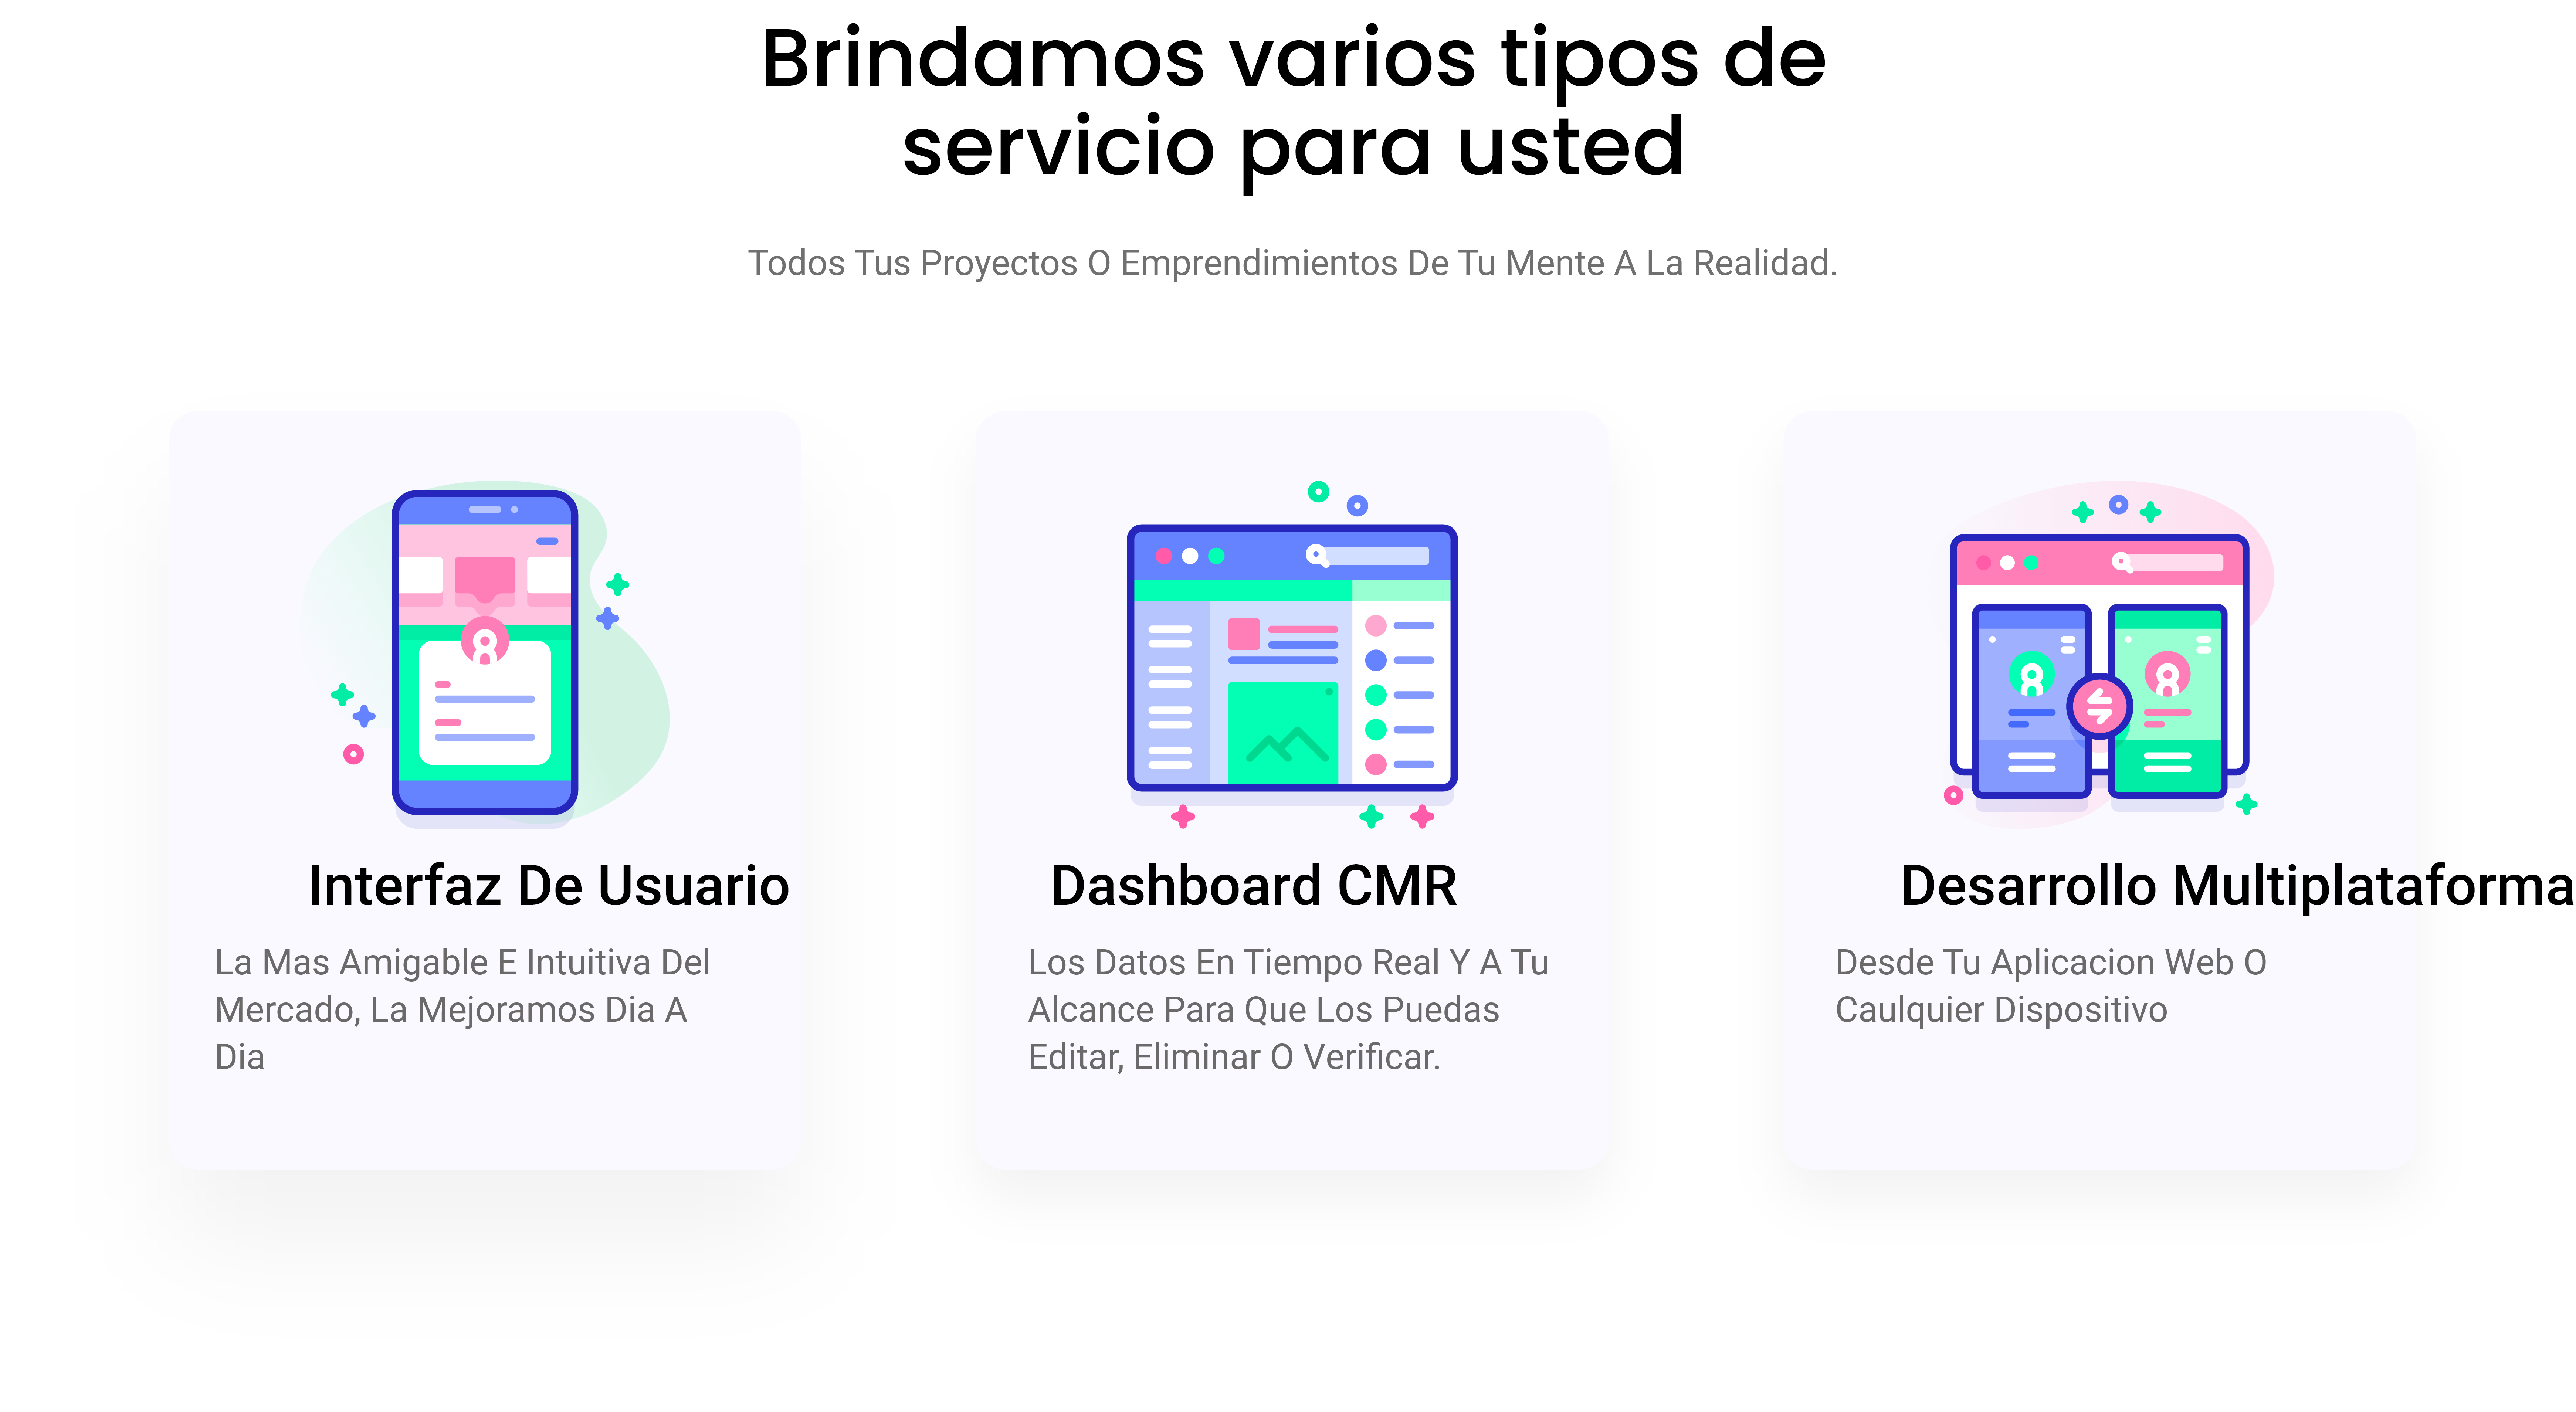 Brindamos varios tipos de
servicio para usted
Todos Tus Proyectos O Emprendimientos De Tu Mente A La Realidad.
Interfaz De Usuario
La Mas Amigable E Intuitiva Del
Mercado, La Mejoramos Dia A
Dia
Dashboard CMR
Los Datos En Tiempo Real Y A Tu
Alcance Para Que Los Puedas
Editar, Eliminar O Verificar.
Desarrollo Multiplataforma
Desde Tu Aplicacion Web O
Caulquier Dispositivo